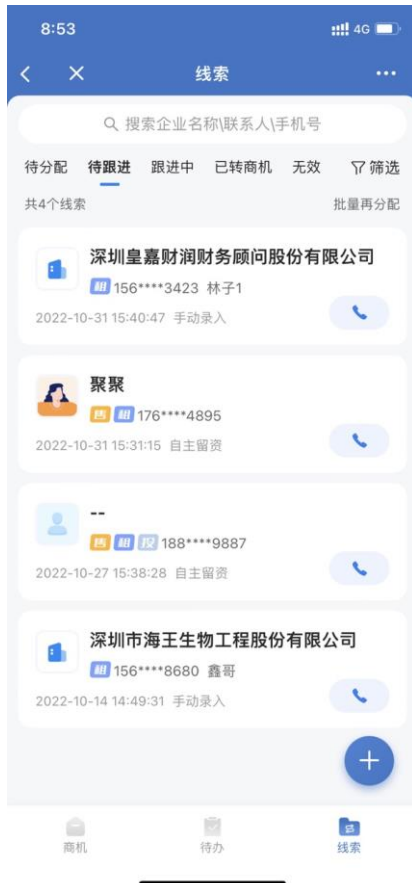 8:53
4G
线索
搜索企业名称\联系人\手机号
待分配 待跟进 跟进中 已转商机 无效 筛选
共4个线索 批量再分配
深圳皇嘉财润财务顾问股份有限公司
租 156****3423 林子1
2022-10-31 15:40:47 手动录入
聚聚
售 租 176****4895
2022-10-31 15:31:15 自主留资
--
售 租 投 188****9887
2022-10-27 15:38:28 自主留资
深圳市海王生物工程股份有限公司
租 156****8680 鑫哥
2022-10-14 14:49:31 手动录入
商机 待办 线索